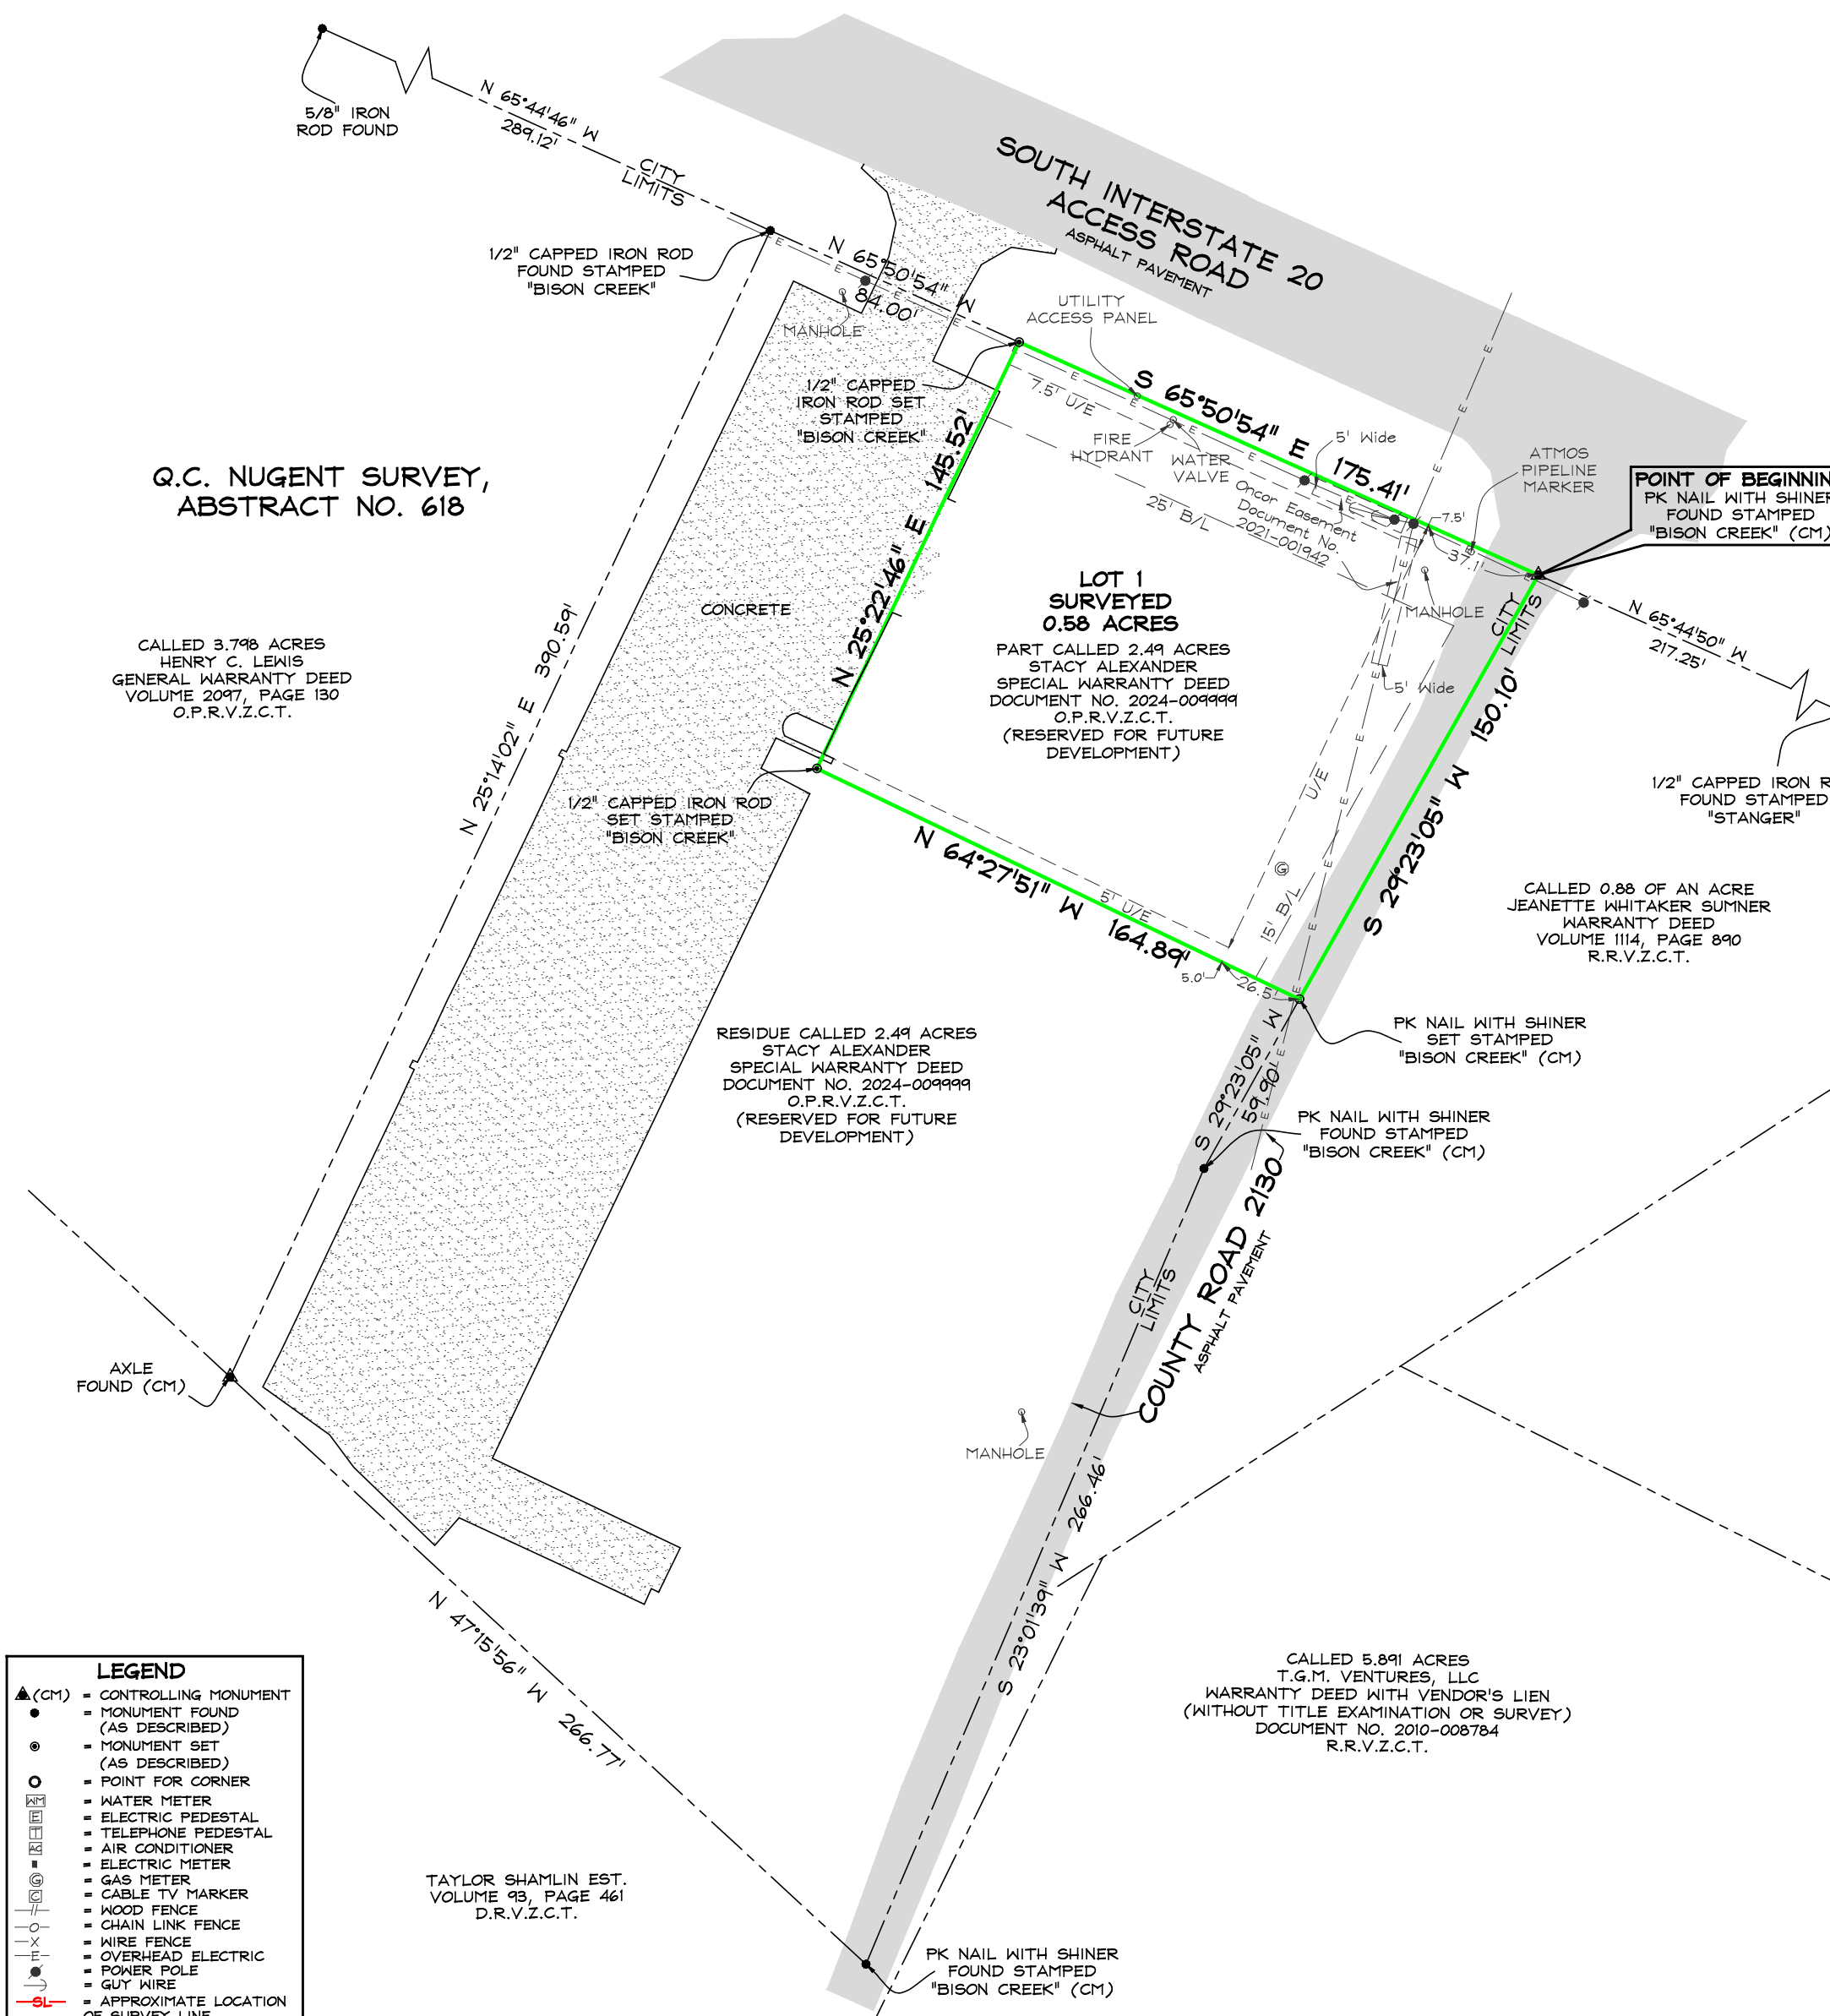 5/8" IRON
ROD FOUND
N 65°44'46" W
289.12'
CITY
LIMITS
1/2" CAPPED IRON ROD
FOUND STAMPED
"BISON CREEK"
N 65°50'54" W
84.00'
MANHOLE
SOUTH INTERSTATE 20
ACCESS ROAD
ASPHALT PAVEMENT
UTILITY
ACCESS PANEL
1/2" CAPPED
IRON ROD SET
STAMPED
"BISON CREEK"
7.5' U/E
S 65°50'54" E 175.41'
FIRE
HYDRANT
WATER
VALVE
5' Wide
ATMOS
PIPELINE
MARKER
25' B/L
Oncor Easement
Document No.
2021-001942
7.5'
37.1'
POINT OF BEGINNIN
PK NAIL WITH SHINER
FOUND STAMPED
"BISON CREEK" (CM)
Q.C. NUGENT SURVEY,
ABSTRACT NO. 618
N 25°22'46" E 145.52'
CONCRETE
LOT 1
SURVEYED
0.58 ACRES
PART CALLED 2.49 ACRES
STACY ALEXANDER
SPECIAL WARRANTY DEED
DOCUMENT NO. 2024-009999
O.P.R.V.Z.C.T.
(RESERVED FOR FUTURE
DEVELOPMENT)
MANHOLE
CITY
LIMITS
N 65°44'50" W
217.25'
5' Wide
CALLED 3.798 ACRES
HENRY C. LEWIS
GENERAL WARRANTY DEED
VOLUME 2097, PAGE 130
O.P.R.V.Z.C.T.
N 25°14'02" E 390.59'
1/2" CAPPED IRON ROD
SET STAMPED
"BISON CREEK"
U/E
S 29°23'05" W 150.10'
1/2" CAPPED IRON R
FOUND STAMPED
"STANGER"
N 64°27'51" W 164.89'
5' U/E
G
15' B/L
5.0'
26.5'
CALLED 0.88 OF AN ACRE
JEANETTE WHITAKER SUMNER
WARRANTY DEED
VOLUME 1114, PAGE 890
R.R.V.Z.C.T.
RESIDUE CALLED 2.49 ACRES
STACY ALEXANDER
SPECIAL WARRANTY DEED
DOCUMENT NO. 2024-009999
O.P.R.V.Z.C.T.
(RESERVED FOR FUTURE
DEVELOPMENT)
S 29°23'05" W
59.90'
PK NAIL WITH SHINER
SET STAMPED
"BISON CREEK" (CM)
PK NAIL WITH SHINER
FOUND STAMPED
"BISON CREEK" (CM)
CITY
LIMITS
COUNTY ROAD 2130
ASPHALT PAVEMENT
AXLE
FOUND (CM)
MANHOLE
S 23°01'39" W 266.46'
N 47°15'56" W 266.77'
CALLED 5.891 ACRES
T.G.M. VENTURES, LLC
WARRANTY DEED WITH VENDOR'S LIEN
(WITHOUT TITLE EXAMINATION OR SURVEY)
DOCUMENT NO. 2010-008784
R.R.V.Z.C.T.
TAYLOR SHAMLIN EST.
VOLUME 93, PAGE 461
D.R.V.Z.C.T.
PK NAIL WITH SHINER
FOUND STAMPED
"BISON CREEK" (CM)
LEGEND
(CM) = CONTROLLING MONUMENT
= MONUMENT FOUND
(AS DESCRIBED)
= MONUMENT SET
(AS DESCRIBED)
= POINT FOR CORNER
WM = WATER METER
E = ELECTRIC PEDESTAL
T = TELEPHONE PEDESTAL
AC = AIR CONDITIONER
= ELECTRIC METER
G = GAS METER
C = CABLE TV MARKER
= WOOD FENCE
= CHAIN LINK FENCE
X = WIRE FENCE
E = OVERHEAD ELECTRIC
= POWER POLE
= GUY WIRE
SL = APPROXIMATE LOCATION
OF SURVEY LINE